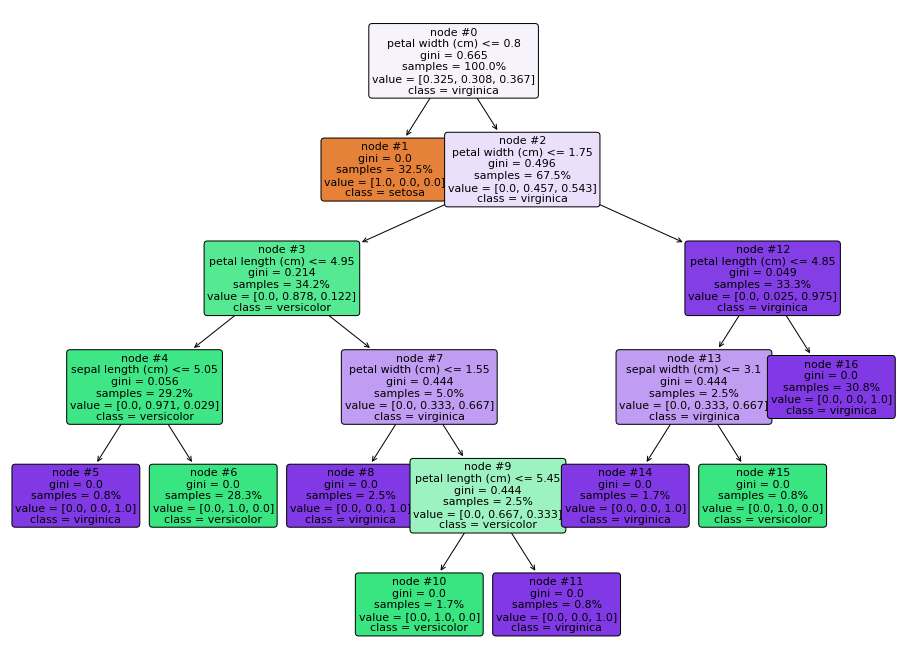 node #0
petal width (cm) <= 0.8
gini = 0.665
samples = 100.0%
value = [0.325, 0.308, 0.367]
class = virginica
node #1
gini = 0.0
samples = 32.5%
value = [1.0, 0.0, 0.0]
class = setosa
node #2
petal width (cm) <= 1.75
gini = 0.496
samples = 67.5%
value = [0.0, 0.457, 0.543]
class = virginica
node #3
petal length (cm) <= 4.95
gini = 0.214
samples = 34.2%
value = [0.0, 0.878, 0.122]
class = versicolor
node #12
petal length (cm) <= 4.85
gini = 0.049
samples = 33.3%
value = [0.0, 0.025, 0.975]
class = virginica
node #4
sepal length (cm) <= 5.05
gini = 0.056
samples = 29.2%
value = [0.0, 0.971, 0.029]
class = versicolor
node #7
petal width (cm) <= 1.55
gini = 0.444
samples = 5.0%
value = [0.0, 0.333, 0.667]
class = virginica
node #13
sepal width (cm) <= 3.1
gini = 0.444
samples = 2.5%
value = [0.0, 0.333, 0.667]
class = virginica
node #16
gini = 0.0
samples = 30.8%
value = [0.0, 0.0, 1.0]
class = virginica
node #5
gini = 0.0
samples = 0.8%
value = [0.0, 0.0, 1.0]
class = virginica
node #6
gini = 0.0
samples = 28.3%
value = [0.0, 1.0, 0.0]
class = versicolor
node #8
gini = 0.0
samples = 2.5%
value = [0.0, 0.0, 1.0]
class = virginica
node #9
petal length (cm) <= 5.45
gini = 0.444
samples = 2.5%
value = [0.0, 0.667, 0.333]
class = versicolor
node #14
gini = 0.0
samples = 1.7%
value = [0.0, 0.0, 1.0]
class = virginica
node #15
gini = 0.0
samples = 0.8%
value = [0.0, 1.0, 0.0]
class = versicolor
node #10
gini = 0.0
samples = 1.7%
value = [0.0, 1.0, 0.0]
class = versicolor
node #11
gini = 0.0
samples = 0.8%
value = [0.0, 0.0, 1.0]
class = virginica